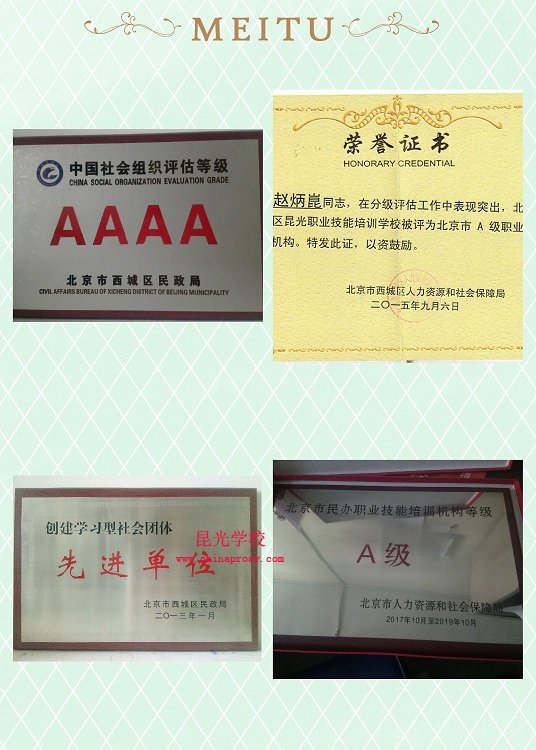 MEITU
中国社会组织评估等级
CHINA SOCIAL ORGANIZATION EVALUATION GRADE
AAAA
北京市西城区民政局
CIVIL AFFAIRS BUREAU OF XICHENG DISTRICT OF BEIJING MUNICIPALITY
荣誉证书
HONORARY CREDENTIAL
赵炳崑同志，在分级评估工作中表现突出，北
区昆光职业技能培训学校被评为北京市 A 级职业
机构。特发此证，以资鼓励。
北京市西城区人力资源和社会保障局
二〇一五年九月六日
创建学习型社会团体
先进单位
北京市西城区民政局
二〇一三年一月
昆光学校
www.chinaprosv.com
北京市民办职业技能培训机构等级
A级
北京市人力资源和社会保障局
2017年10月至2019年10月